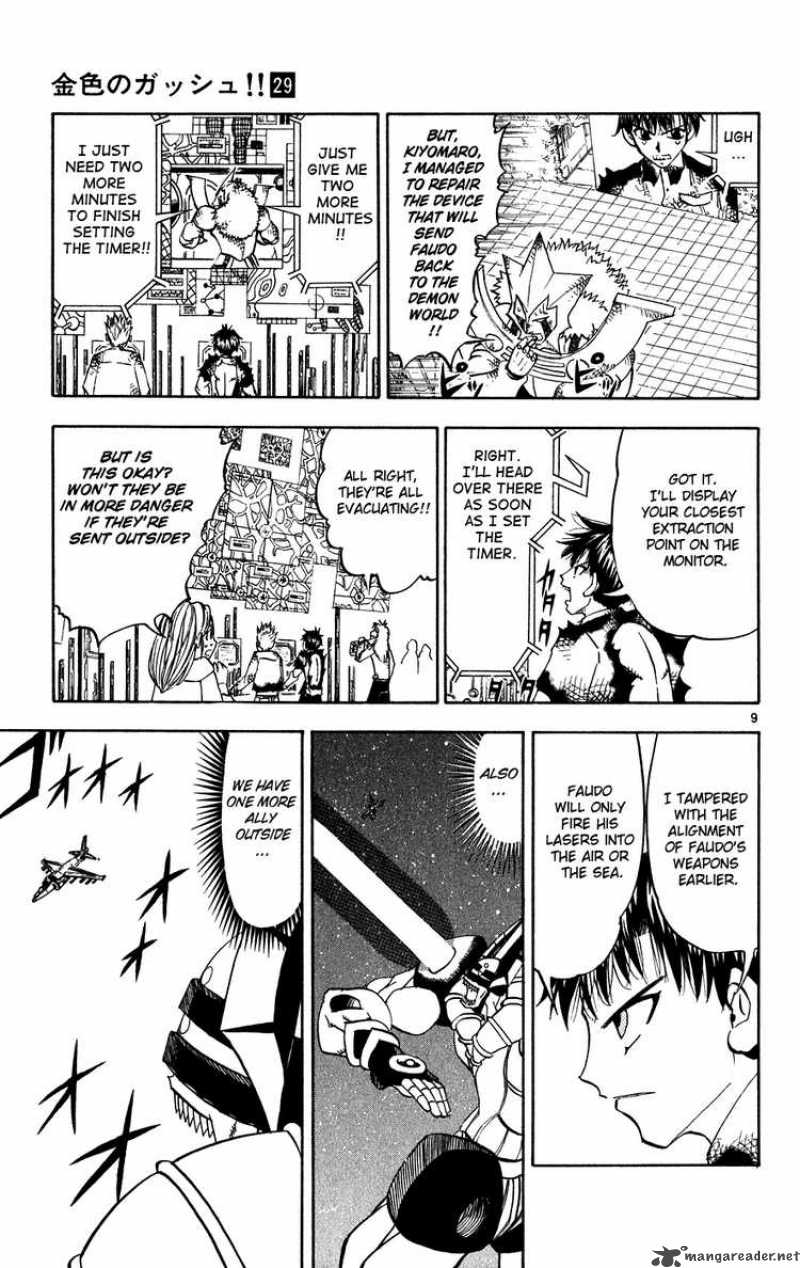 金色のガッシュ!! 29
UGH
...
BUT,
KIYOMARO,
I MANAGED
TO REPAIR
THE DEVICE
THAT WILL
SEND
FAUDO
BACK
TO THE
DEMON
WORLD
!!
ピ
ピ
JUST
GIVE ME
TWO
MORE
MINUTES
!!
I JUST
NEED TWO
MORE
MINUTES
TO FINISH
SETTING
THE TIMER!!
GOT IT.
I'LL DISPLAY
YOUR CLOSEST
EXTRACTION
POINT ON THE
MONITOR.
RIGHT.
I'LL HEAD
OVER THERE
AS SOON
AS I SET
THE
TIMER.
カタカタ
ALL RIGHT,
THEY'RE ALL
EVACUATING!!
BUT IS
THIS OKAY?
WON'T THEY BE
IN MORE DANGER
IF THEY'RE
SENT OUTSIDE?
9
I TAMPERED
WITH THE
ALIGNMENT
OF FAUDO'S
WEAPONS
EARLIER.
FAUDO
WILL ONLY
FIRE HIS
LASERS INTO
THE AIR OR
THE SEA.
ALSO
...
WE HAVE
ONE MORE
ALLY
OUTSIDE
...
mangareader.net